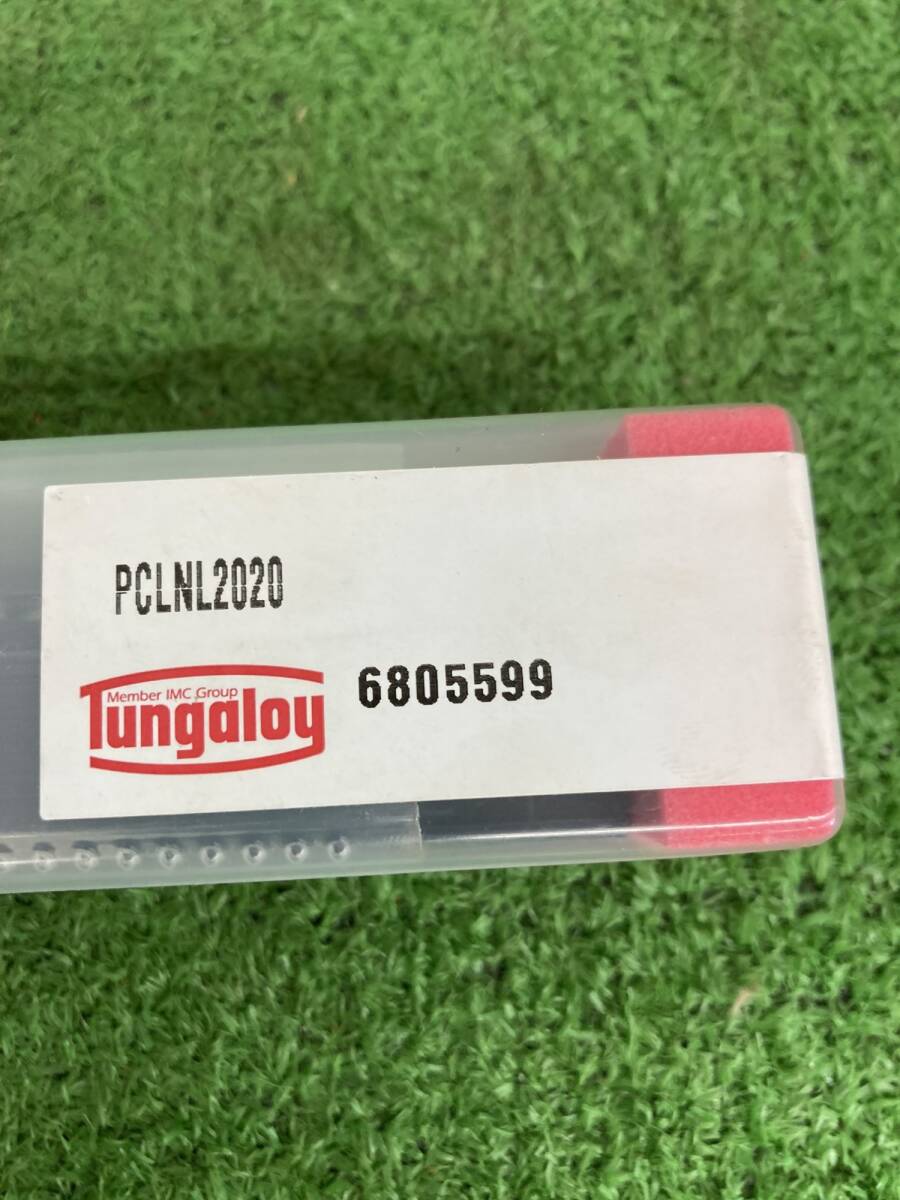 PCLNL2020
Member IMC Group
Tungaloy
6805599